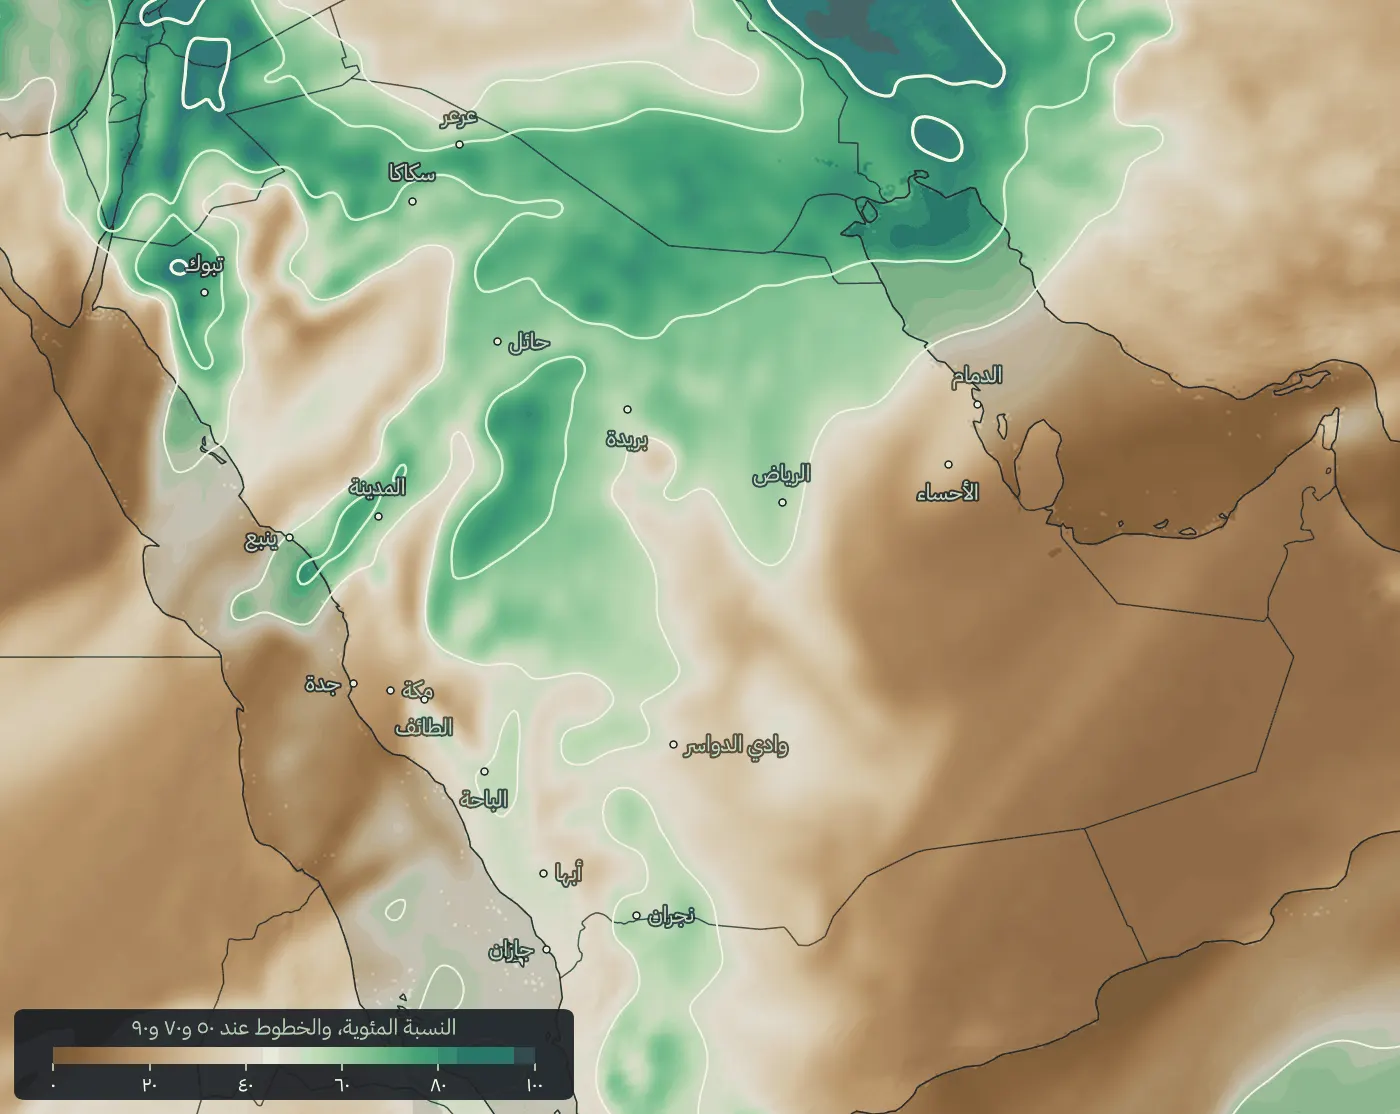 عرعر
سكاكا
تبوك
حائل
الدمام
بريدة
الرياض
الأحساء
المدينة
ينبع
جدة
مكة
الطائف
وادي الدواسر
الباحة
أبها
نجران
جازان
النسبة المئوية، والخطوط عند ٥٠ و٧٠ و٩٠
٠ ٢٠ ٤٠ ٦٠ ٨٠ ١٠٠